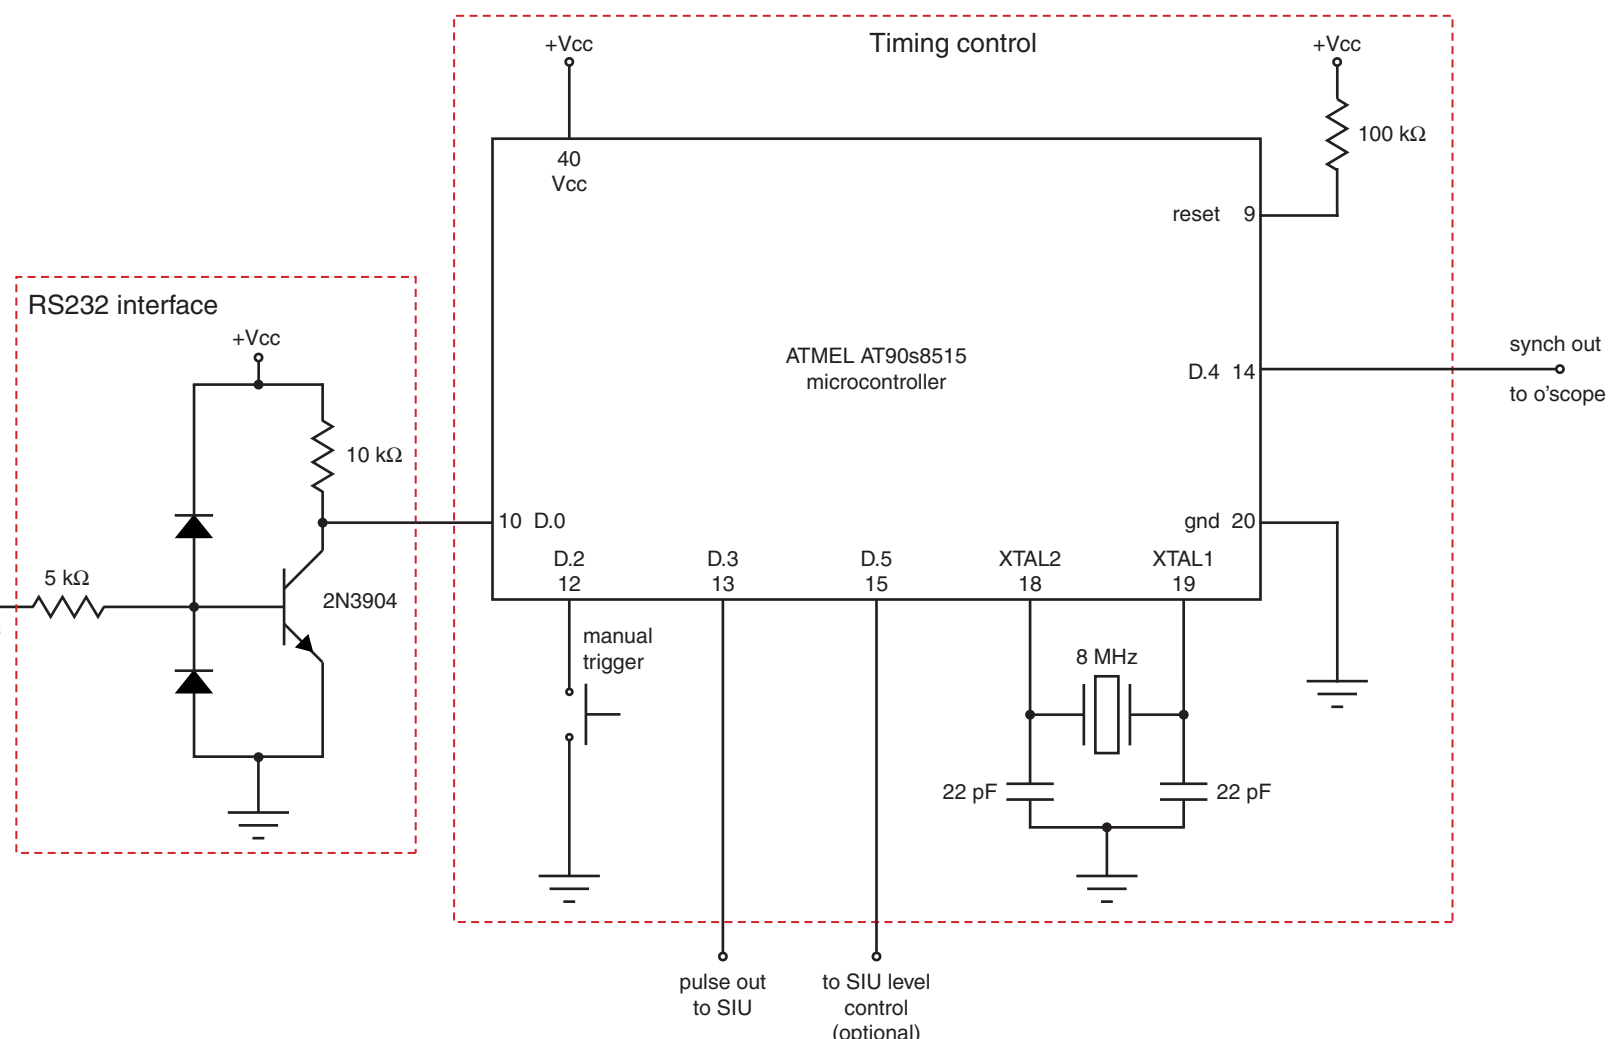 Timing control
+Vcc
+Vcc
100 kΩ
40
Vcc
reset 9
RS232 interface
+Vcc
ATMEL AT90s8515
microcontroller
synch out
D.4 14
to o’scope
10 kΩ
10 D.0
gnd 20
D.2
12
D.3
13
D.5
15
XTAL2
18
XTAL1
19
5 kΩ
2N3904
manual
trigger
8 MHz
22 pF
22 pF
pulse out
to SIU
to SIU level
control
(optional)